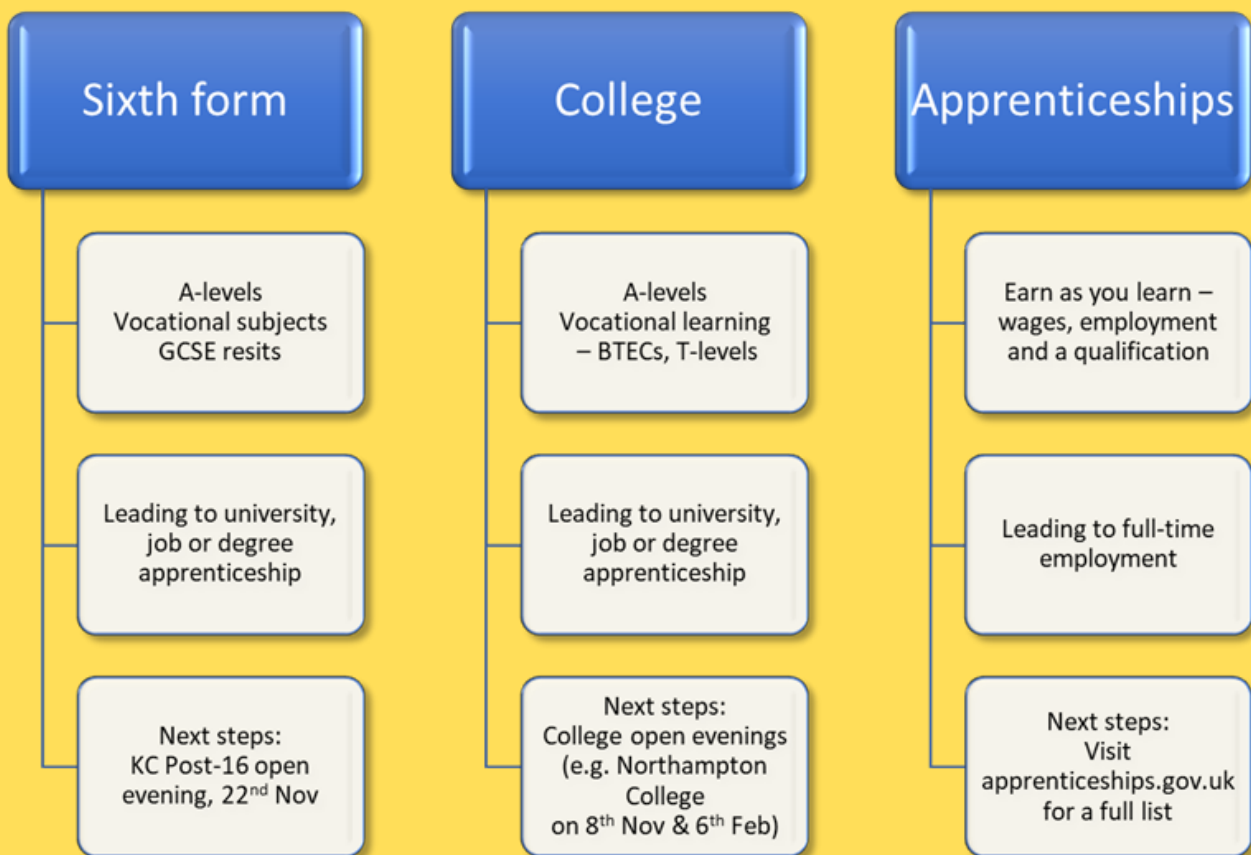 Sixth form
A-levels
Vocational subjects
GCSE resits
Leading to university,
job or degree
apprenticeship
Next steps:
KC Post-16 open
evening, 22nd Nov
College
A-levels
Vocational learning
– BTECs, T-levels
Leading to university,
job or degree
apprenticeship
Next steps:
College open evenings
(e.g. Northampton
College
on 8th Nov & 6th Feb)
Apprenticeships
Earn as you learn –
wages, employment
and a qualification
Leading to full-time
employment
Next steps:
Visit
apprenticeships.gov.uk
for a full list